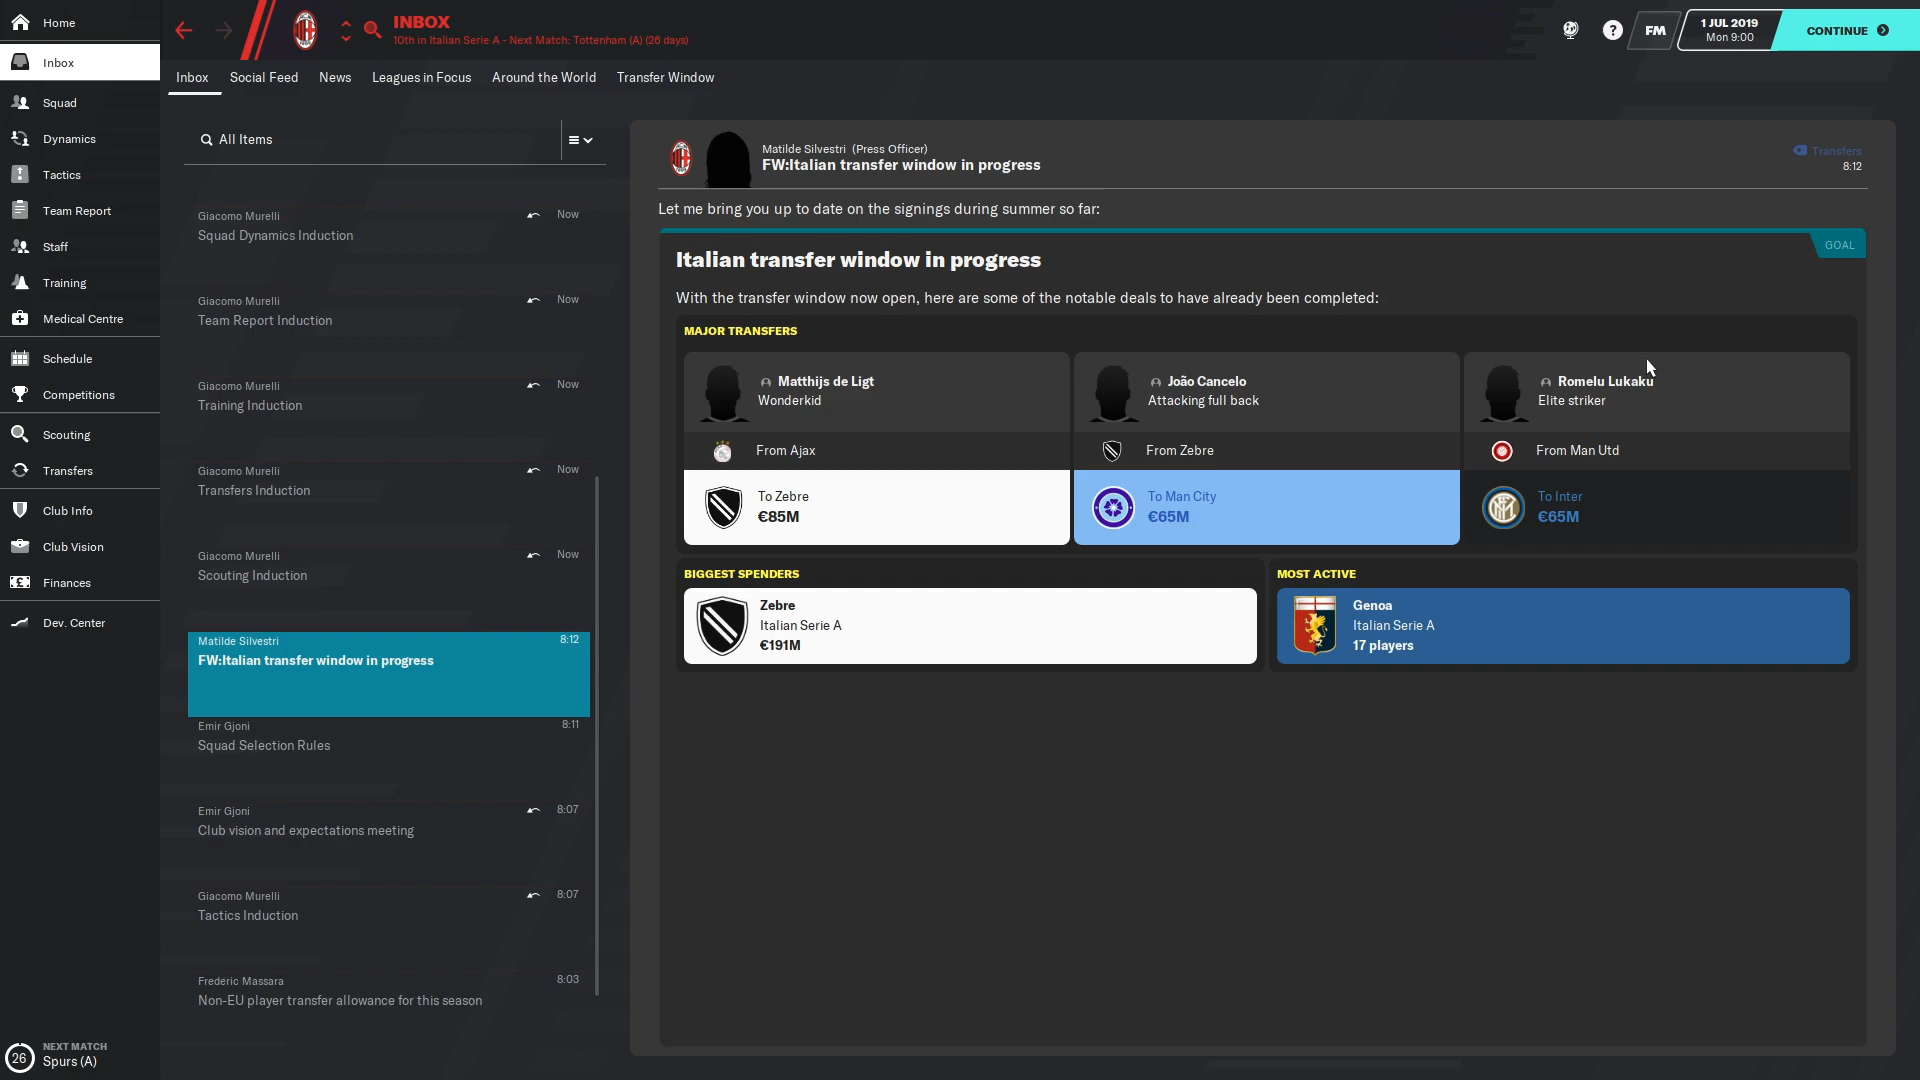 Home
Inbox
Squad
Dynamics
Tactics
Team Report
Staff
Training
Medical Centre
Schedule
Competitions
Scouting
Transfers
Club Info
Club Vision
Finances
Dev. Center
26
NEXT MATCH
Spurs (A)
INBOX
10th in Italian Serie A - Next Match: Tottenham (A) (26 days)
?
FM
1 JUL 2019
Mon 9:00
CONTINUE
Inbox Social Feed News Leagues in Focus Around the World Transfer Window
All Items
Giacomo Murelli Now
Squad Dynamics Induction
Giacomo Murelli Now
Team Report Induction
Giacomo Murelli Now
Training Induction
Giacomo Murelli Now
Transfers Induction
Giacomo Murelli Now
Scouting Induction
Matilde Silvestri 8:12
FW:Italian transfer window in progress
Emir Gjoni 8:11
Squad Selection Rules
Emir Gjoni 8:07
Club vision and expectations meeting
Giacomo Murelli 8:07
Tactics Induction
Frederic Massara 8:03
Non-EU player transfer allowance for this season
Matilde Silvestri (Press Officer)
FW:Italian transfer window in progress
Transfers
8:12
Let me bring you up to date on the signings during summer so far:
GOAL
Italian transfer window in progress
With the transfer window now open, here are some of the notable deals to have already been completed:
MAJOR TRANSFERS
Matthijs de Ligt
Wonderkid
From Ajax
To Zebre
€85M
João Cancelo
Attacking full back
From Zebre
To Man City
€65M
Romelu Lukaku
Elite striker
From Man Utd
To Inter
€65M
BIGGEST SPENDERS
Zebre
Italian Serie A
€191M
MOST ACTIVE
Genoa
Italian Serie A
17 players